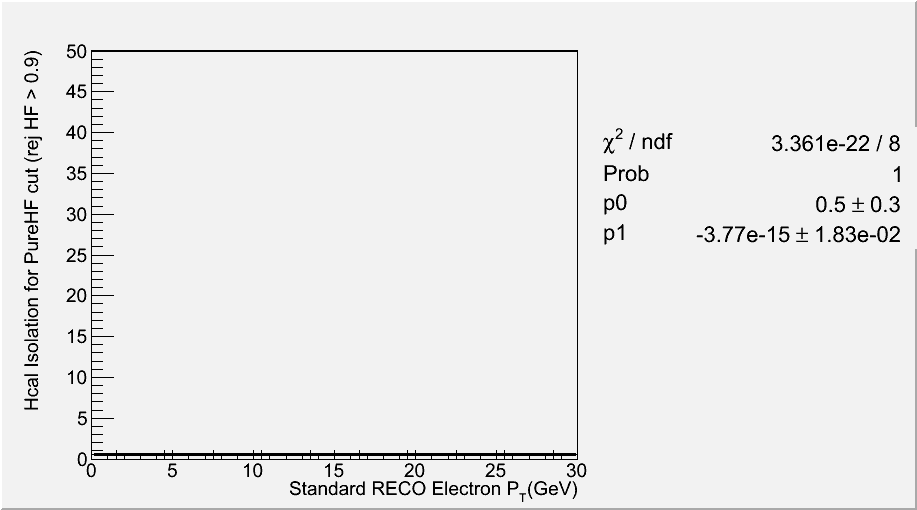 Hcal Isolation for PureHF cut (rej HF > 0.9)
50
45
40
35
30
25
20
15
10
5
0
0 5 10 15 20 25 30
Standard RECO Electron P_T(GeV)
χ² / ndf 3.361e-22 / 8
Prob 1
p0 0.5 ± 0.3
p1 -3.77e-15 ± 1.83e-02